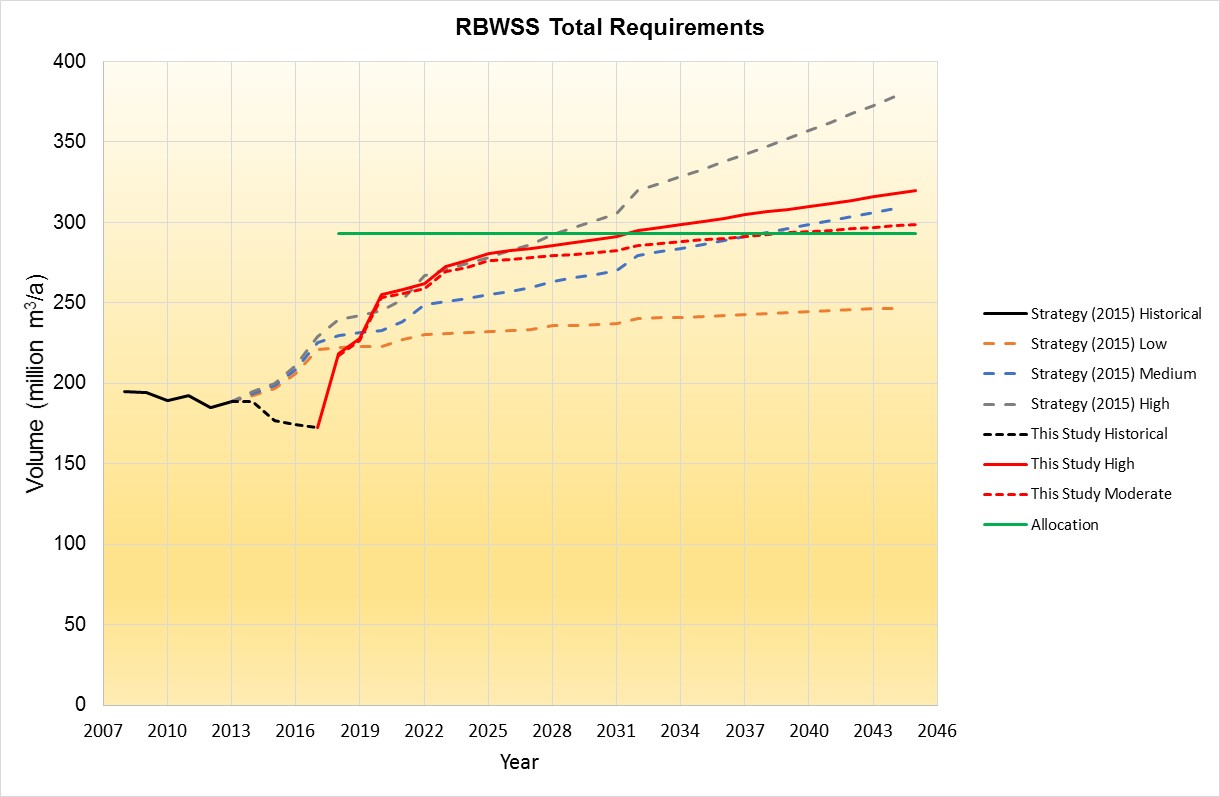 RBWSS Total Requirements
400
350
300
250
200
150
100
50
0
Volume (million m³/a)
2007 2010 2013 2016 2019 2022 2025 2028 2031 2034 2037 2040 2043 2046
Year
Strategy (2015) Historical
Strategy (2015) Low
Strategy (2015) Medium
Strategy (2015) High
This Study Historical
This Study High
This Study Moderate
Allocation